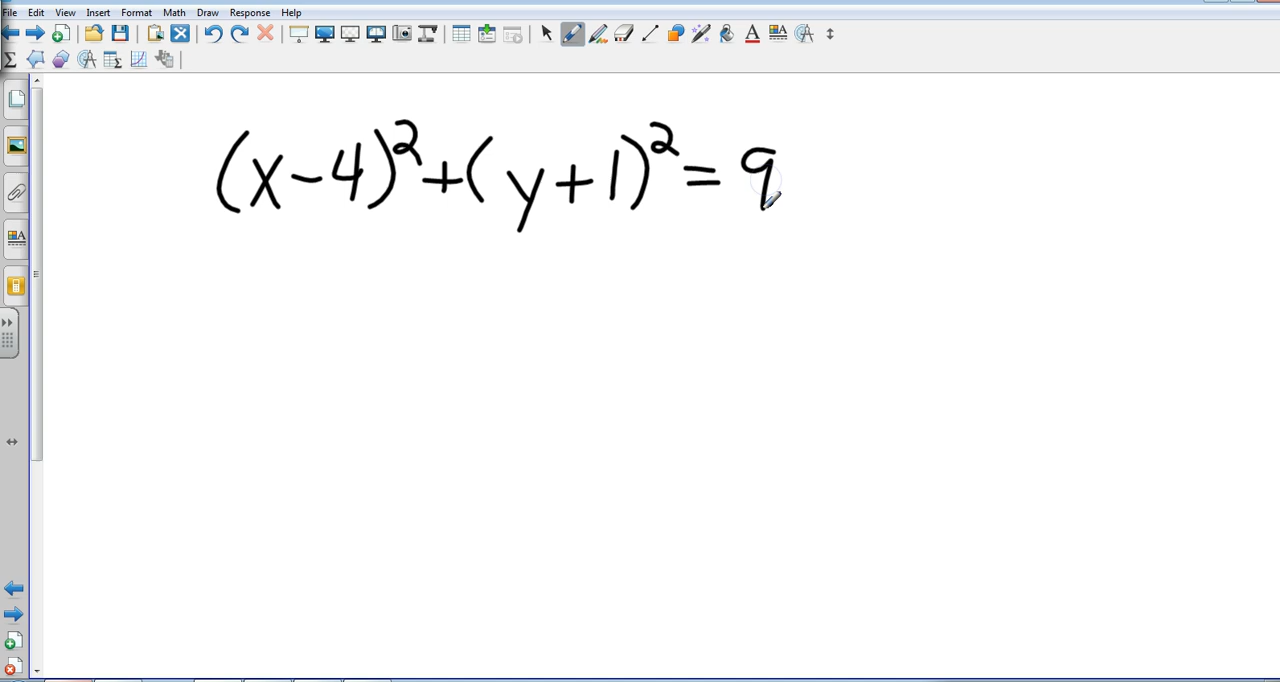 File Edit View Insert Format Math Draw Response Help
(x-4)²+(y+1)²=9